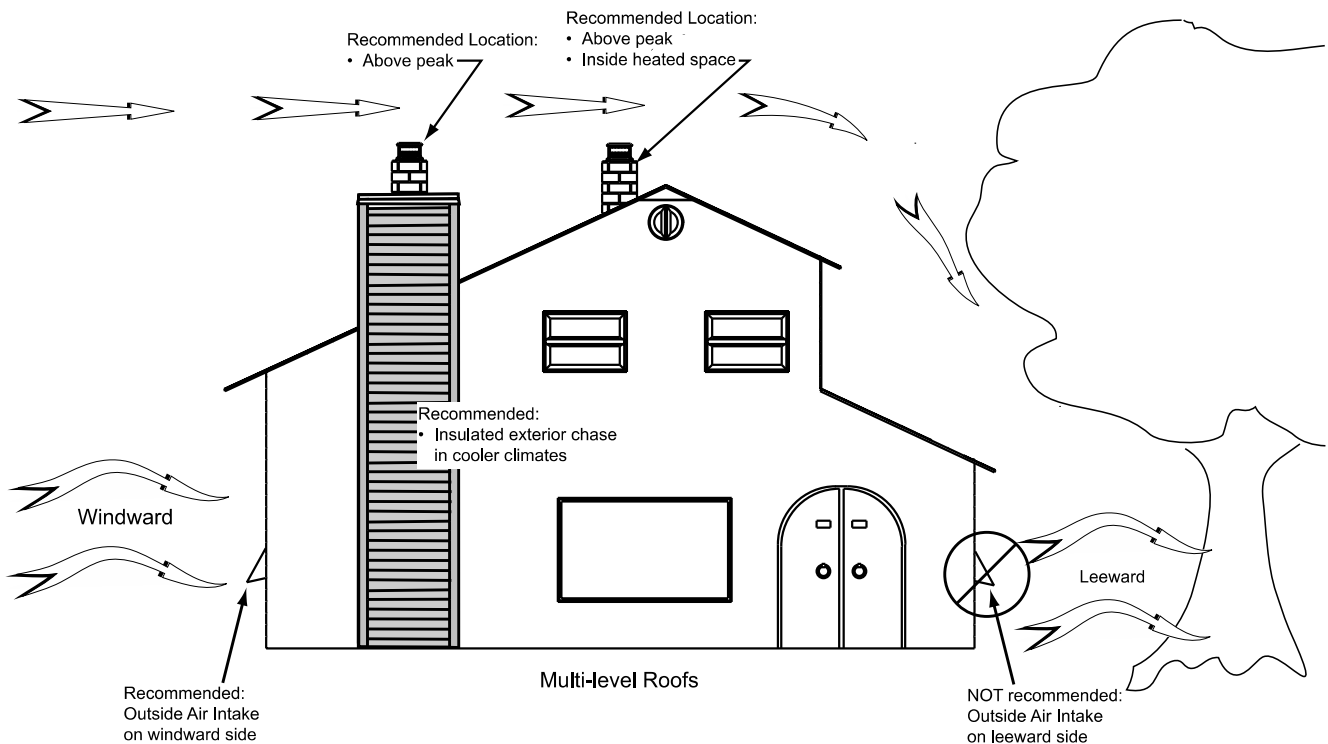 Recommended Location:
• Above peak
Recommended Location:
• Above peak
• Inside heated space
Recommended:
• Insulated exterior chase
in cooler climates
Windward
Leeward
Recommended:
Outside Air Intake
on windward side
Multi-level Roofs
NOT recommended:
Outside Air Intake
on leeward side